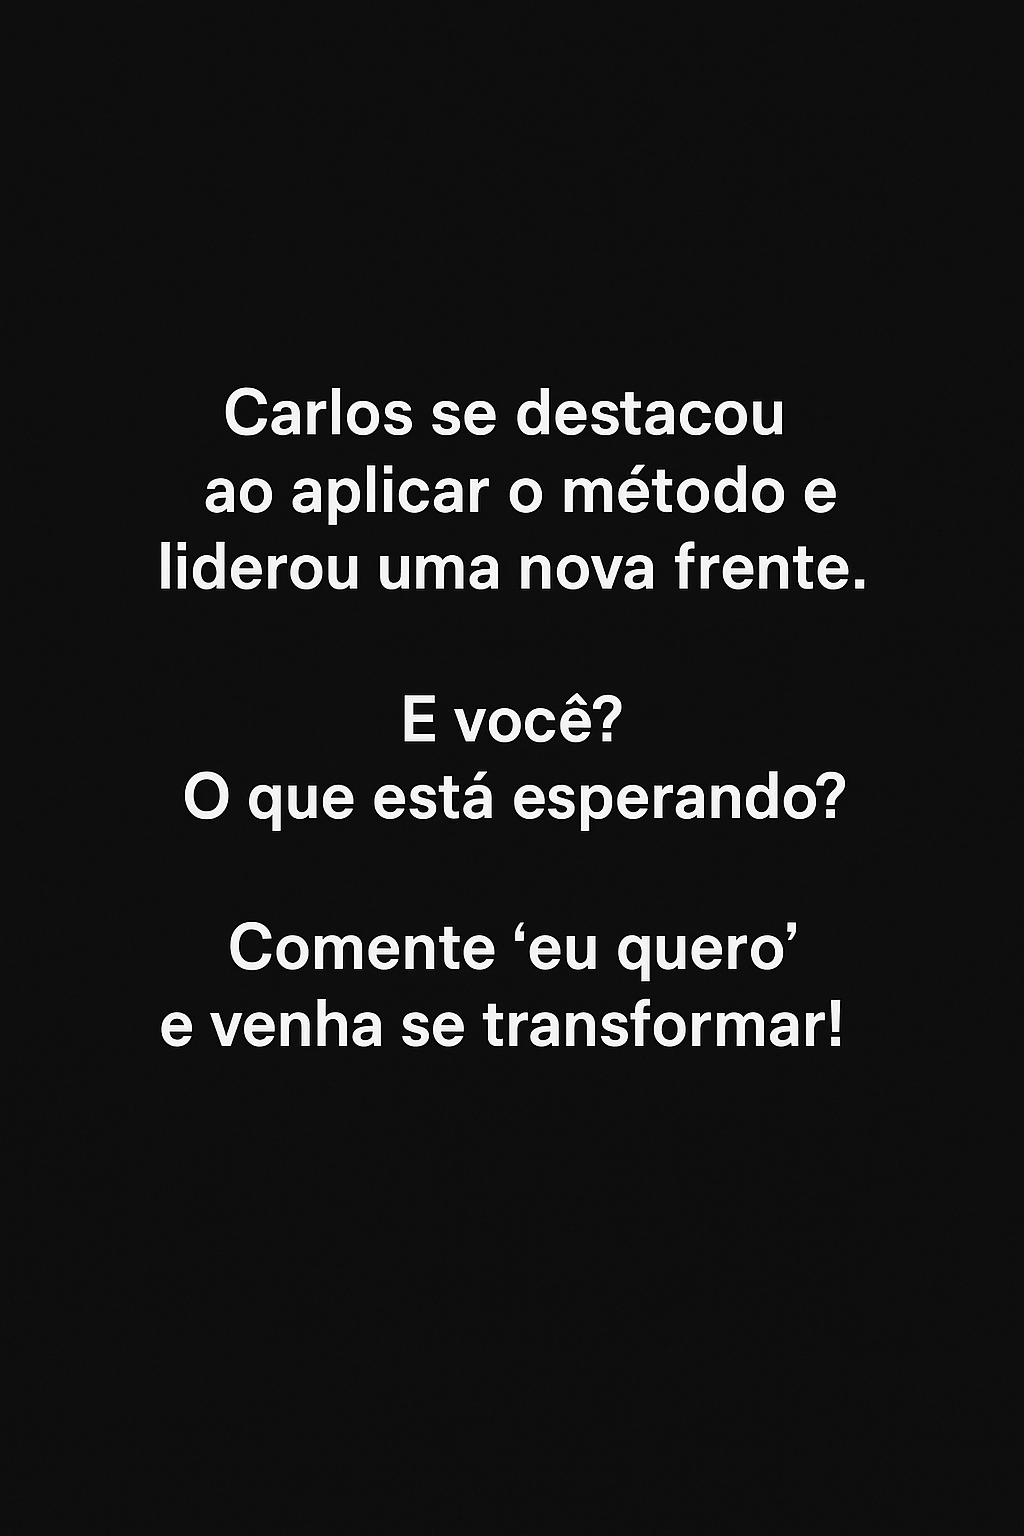 Carlos se destacou
ao aplicar o método e
liderou uma nova frente.
E você?
O que está esperando?
Comente ‘eu quero’
e venha se transformar!